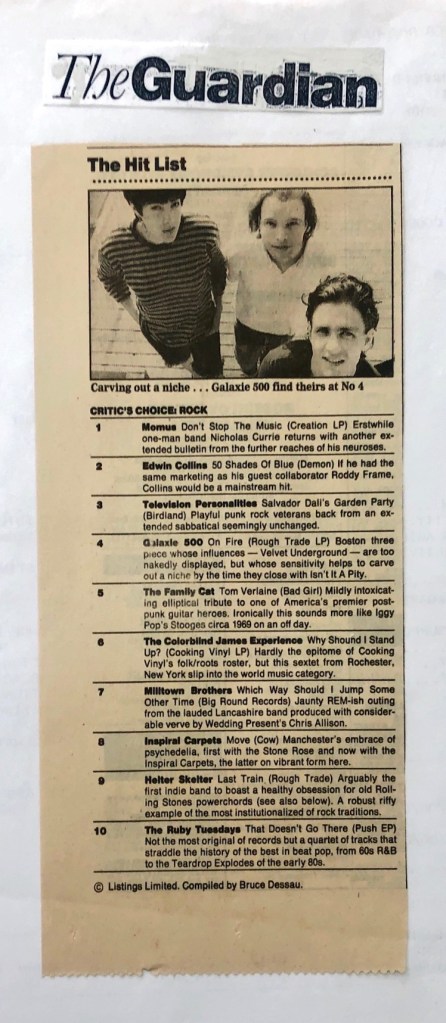 The Guardian
The Hit List
Carving out a niche . . . Galaxie 500 find theirs at No 4
CRITIC'S CHOICE: ROCK
1 Momus Don't Stop The Music (Creation LP) Erstwhile
one-man band Nicholas Currie returns with another ex-
tended bulletin from the further reaches of his neuroses.
2 Edwin Collins 50 Shades Of Blue (Demon) If he had the
same marketing as his guest collaborator Roddy Frame,
Collins would be a mainstream hit.
3 Television Personalities Salvador Dali's Garden Party
(Birdland) Playful punk rock veterans back from an ex-
tended sabbatical seemingly unchanged.
4 Galaxie 500 On Fire (Rough Trade LP) Boston three
piece whose influences — Velvet Underground — are too
nakedly displayed, but whose sensitivity helps to carve
out a niche by the time they close with Isn't It A Pity.
5 The Family Cat Tom Verlaine (Bad Girl) Mildly intoxicat-
ing elliptical tribute to one of America's premier post-
punk guitar heroes. Ironically this sounds more like Iggy
Pop's Stooges circa 1969 on an off day.
6 The Colorblind James Experience Why Shound I Stand
Up? (Cooking Vinyl LP) Hardly the epitome of Cooking
Vinyl's folk/roots roster, but this sextet from Rochester,
New York slip into the world music category.
7 Milltown Brothers Which Way Should I Jump Some
Other Time (Big Round Records) Jaunty REM-ish outing
from the lauded Lancashire band produced with consider-
able verve by Wedding Present's Chris Allison.
8 Inspiral Carpets Move (Cow) Manchester's embrace of
psychedelia, first with the Stone Rose and now with the
Inspiral Carpets, the latter on vibrant form here.
9 Helter Skelter Last Train (Rough Trade) Arguably the
first indie band to boast a healthy obsession for old Roll-
ing Stones powerchords (see also below). A robust riffy
example of the most institutionalized of rock traditions.
10 The Ruby Tuesdays That Doesn't Go There (Push EP)
Not the most original of records but a quartet of tracks that
straddle the history of the best in beat pop, from 60s R&B
to the Teardrop Explodes of the early 80s.
© Listings Limited. Compiled by Bruce Dessau.